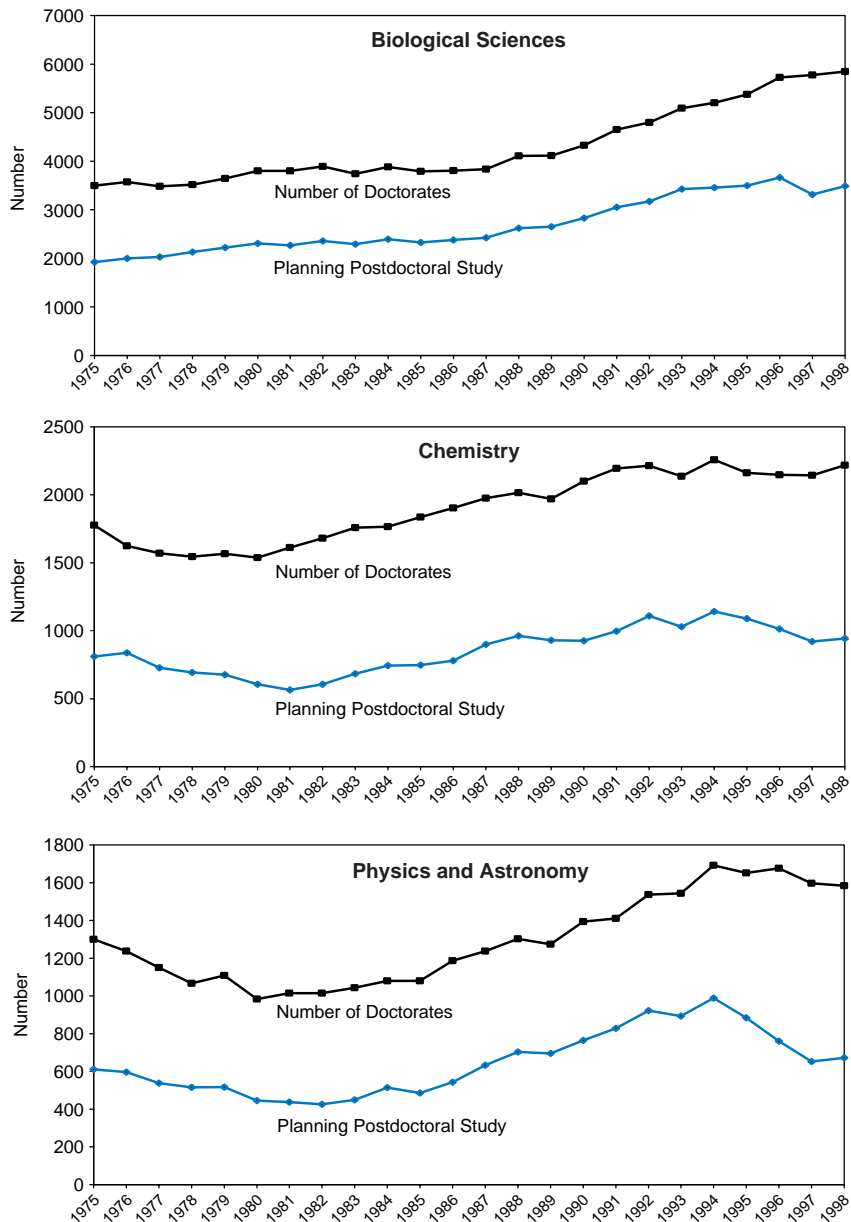 Biological Sciences
7000
6000
5000
4000
3000
2000
1000
0
Number
Number of Doctorates
Planning Postdoctoral Study
1975 1976 1977 1978 1979 1980 1981 1982 1983 1984 1985 1986 1987 1988 1989 1990 1991 1992 1993 1994 1995 1996 1997 1998
Chemistry
2500
2000
1500
1000
500
0
Number
Number of Doctorates
Planning Postdoctoral Study
1975 1976 1977 1978 1979 1980 1981 1982 1983 1984 1985 1986 1987 1988 1989 1990 1991 1992 1993 1994 1995 1996 1997 1998
Physics and Astronomy
1800
1600
1400
1200
1000
800
600
400
200
0
Number
Number of Doctorates
Planning Postdoctoral Study
1975 1976 1977 1978 1979 1980 1981 1982 1983 1984 1985 1986 1987 1988 1989 1990 1991 1992 1993 1994 1995 1996 1997 1998